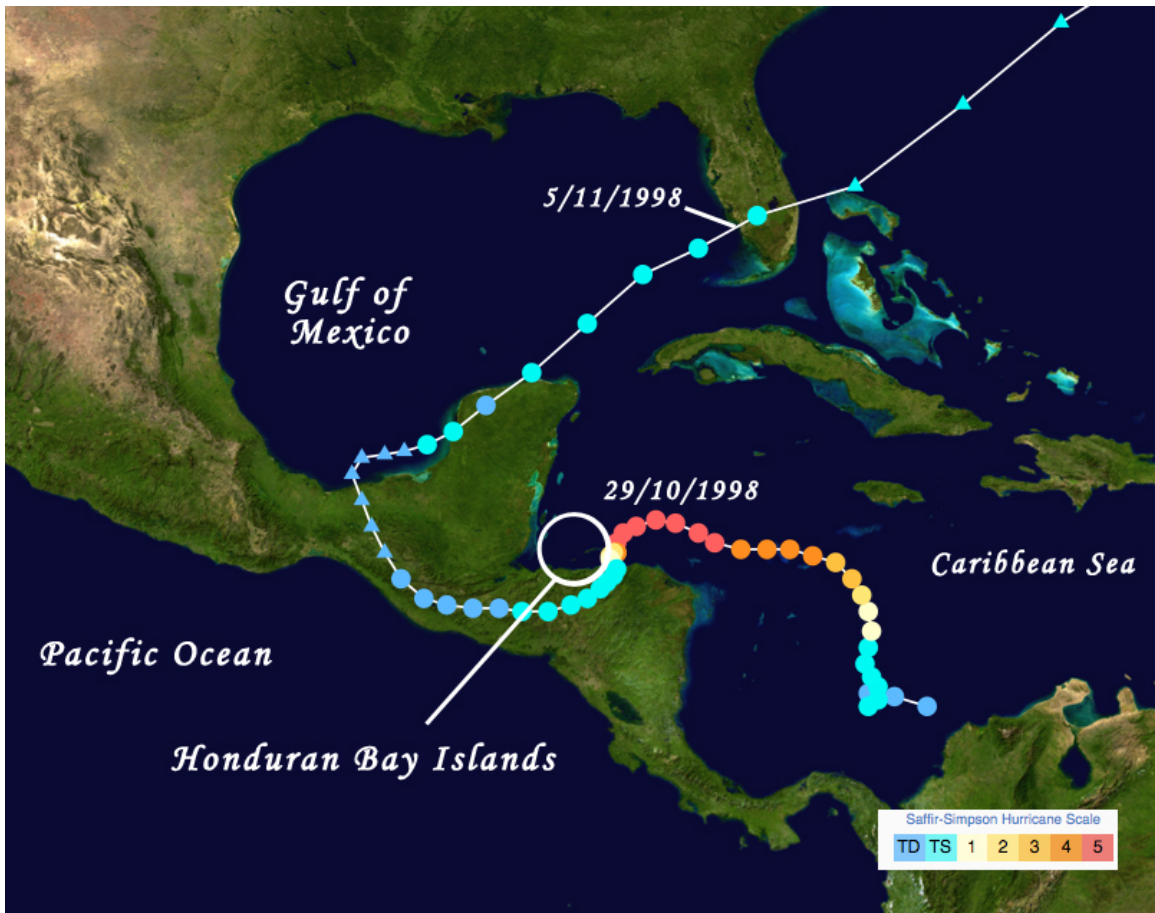 5/11/1998
Gulf of
Mexico
29/10/1998
Caribbean Sea
Pacific Ocean
Honduran Bay Islands
Saffir-Simpson Hurricane Scale
TD TS 1 2 3 4 5